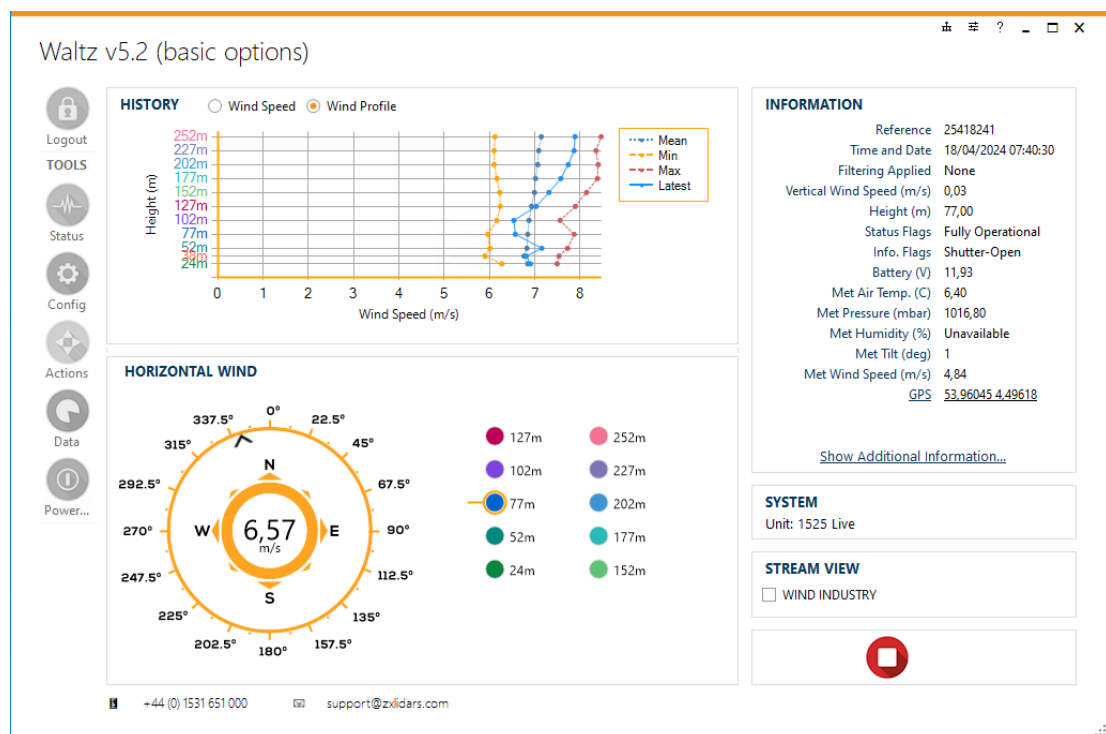 Waltz v5.2 (basic options)
?
Logout
TOOLS
Status
Config
Actions
Data
Power...
HISTORY
Wind Speed
Wind Profile
Height (m)
252m
227m
202m
177m
152m
127m
102m
77m
52m
38m
24m
0 1 2 3 4 5 6 7 8
Wind Speed (m/s)
Mean
Min
Max
Latest
HORIZONTAL WIND
0°
22.5°
45°
67.5°
90°
112.5°
135°
157.5°
180°
202.5°
225°
247.5°
270°
292.5°
315°
337.5°
N
W
E
S
6,57
m/s
127m 252m
102m 227m
77m 202m
52m 177m
24m 152m
INFORMATION
Reference 25418241
Time and Date 18/04/2024 07:40:30
Filtering Applied None
Vertical Wind Speed (m/s) 0,03
Height (m) 77,00
Status Flags Fully Operational
Info. Flags Shutter-Open
Battery (V) 11,93
Met Air Temp. (C) 6,40
Met Pressure (mbar) 1016,80
Met Humidity (%) Unavailable
Met Tilt (deg) 1
Met Wind Speed (m/s) 4,84
GPS 53,96045 4,49618
Show Additional Information...
SYSTEM
Unit: 1525 Live
STREAM VIEW
WIND INDUSTRY
+44 (0) 1531 651 000
support@zxlidars.com